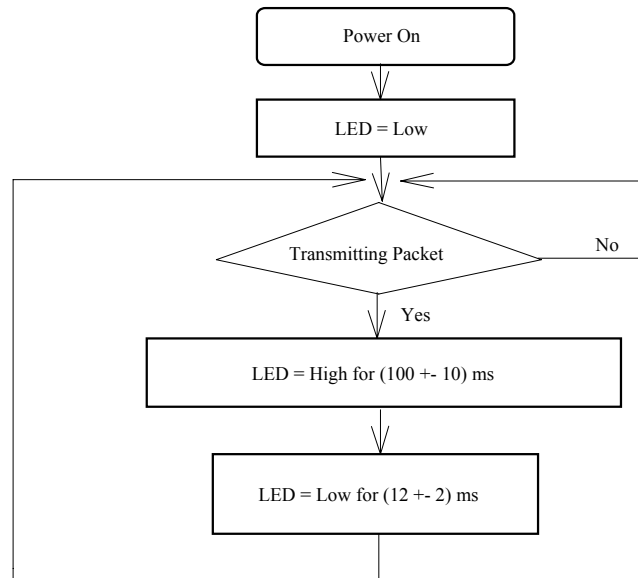 Power On
LED = Low
Transmitting Packet
No
Yes
LED = High for (100 +- 10) ms
LED = Low for (12 +- 2) ms